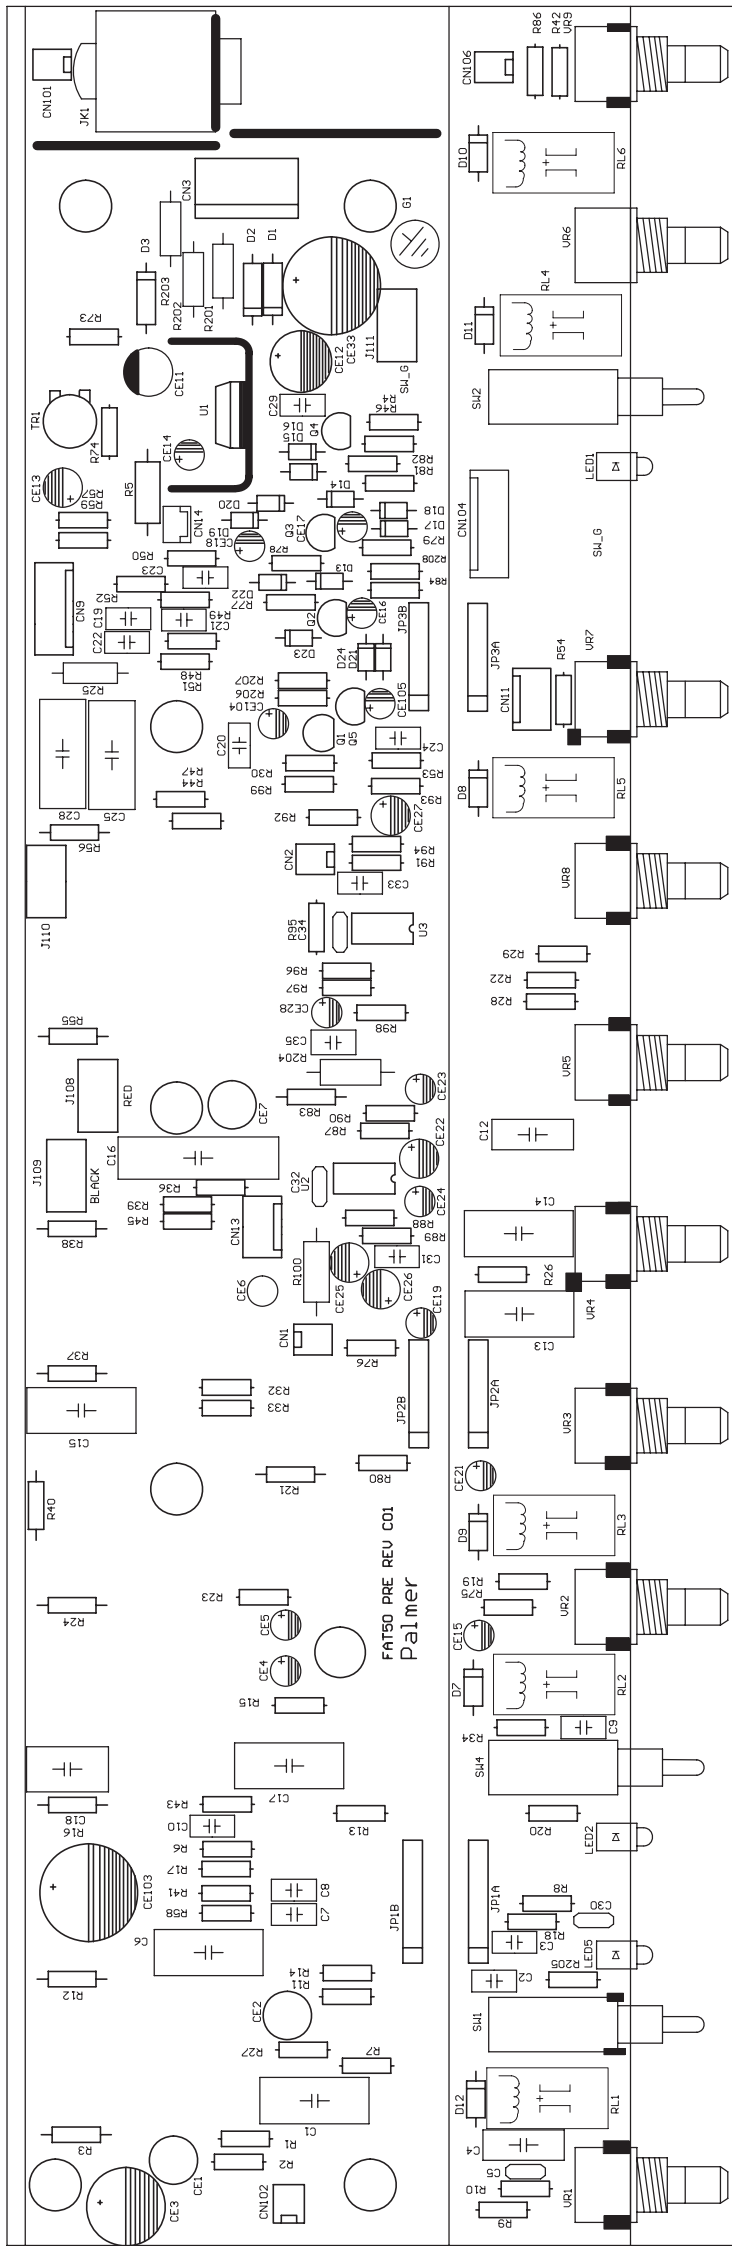 CN101
JK1
CN106
R86
R42
VR9
D10
RL6
CN3
G1
D3
D2
D1
VR6
R203
R202
R201
RL4
R73
CE33
CE12
J111
SW_G
D11
CE11
U1
C29
R4
R46
SW2
TR1
R74
CE14
D16
D15
Q4
R82
R81
LED1
CE13
R57
R59
R5
CN14
D20
D19
D14
Q3
CE17
D18
D17
R79
CN104
SW_G
R50
C23
CE18
R78
D13
R208
R84
CN9
R52
C19
C22
R49
C21
D22
R77
Q2
CE16
JP3B
JP3A
R48
R51
D23
D24
D21
R25
R207
R206
CE104
CE105
CN11
R54
VR7
C20
Q1
Q5
C24
R30
R99
R53
R93
C28
C25
R47
R44
D8
RL5
R56
R92
CE27
CN2
R94
R91
C33
VR8
J110
R95
C34
U3
R29
R96
R97
R22
R28
CE28
R98
R55
C35
R204
VR5
J108
RED
CE7
R83
CE23
R90
R87
J109
BLACK
C16
CE22
C12
R36
R39
R45
C32
U2
CE24
R38
CN13
R88
R89
C14
CE6
R100
C31
CE25
CE26
R26
CE19
C13
VR4
CN1
R76
R37
R32
R33
JP2B
JP2A
VR3
C15
R80
R21
CE21
R40
D9
RL3
FAT50 PRE REV C01
Palmer
R24
R23
CE5
CE4
R19
R75
VR2
CE15
R15
D7
RL2
R34
C9
C17
SW4
C18
R16
R43
C10
R13
R20
LED2
R6
R17
R41
R58
CE103
C8
C7
JP1B
JP1A
R8
R18
C30
C3
C6
LED5
R12
R14
R11
C2
R205
CE2
SW1
R27
R7
C1
D12
RL1
R3
R1
R2
CE1
CE3
CN102
C4
C5
R10
R9
VR1